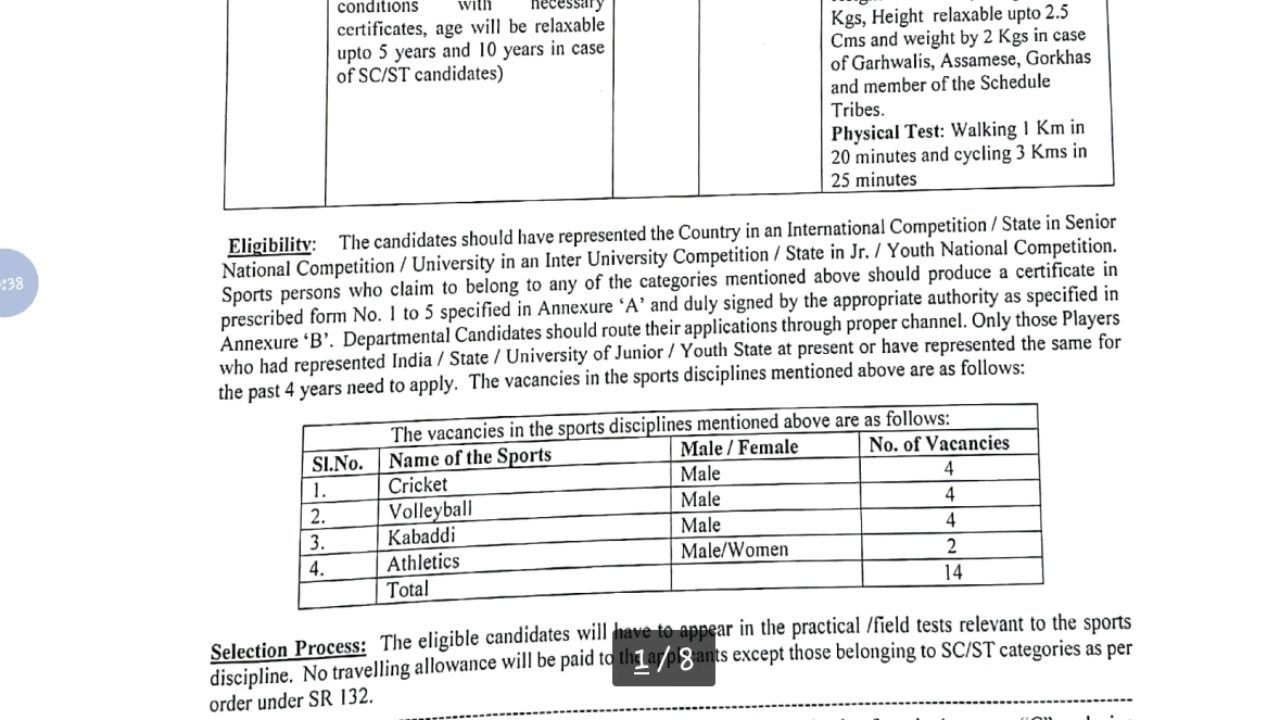 conditions with necessary
certificates, age will be relaxable
upto 5 years and 10 years in case
of SC/ST candidates)
Kgs, Height relaxable upto 2.5
Cms and weight by 2 Kgs in case
of Garhwalis, Assamese, Gorkhas
and member of the Schedule
Tribes.
Physical Test: Walking 1 Km in
20 minutes and cycling 3 Kms in
25 minutes
:38
Eligibility: The candidates should have represented the Country in an International Competition / State in Senior
National Competition / University in an Inter University Competition / State in Jr. / Youth National Competition.
Sports persons who claim to belong to any of the categories mentioned above should produce a certificate in
prescribed form No. 1 to 5 specified in Annexure ‘A’ and duly signed by the appropriate authority as specified in
Annexure ‘B’. Departmental Candidates should route their applications through proper channel. Only those Players
who had represented India / State / University of Junior / Youth State at present or have represented the same for
the past 4 years need to apply. The vacancies in the sports disciplines mentioned above are as follows:
The vacancies in the sports disciplines mentioned above are as follows:
Sl.No. Name of the Sports Male / Female No. of Vacancies
1. Cricket Male 4
2. Volleyball Male 4
3. Kabaddi Male 4
4. Athletics Male/Women 2
Total 14
Selection Process: The eligible candidates will have to appear in the practical /field tests relevant to the sports
discipline. No travelling allowance will be paid to the applicants except those belonging to SC/ST categories as per
order under SR 132.
1 / 8